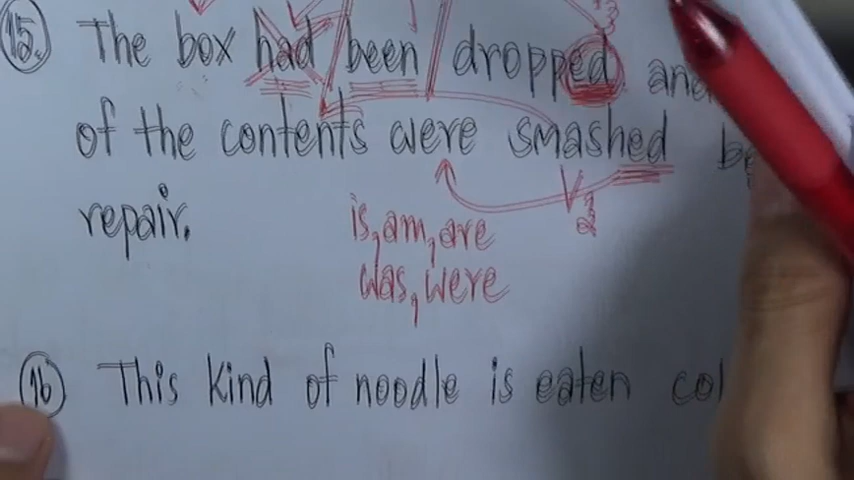 15. The box had been dropped and
of the contents were smashed
repair.
V3
V3
is, am, are
was, were
16 This kind of noodle is eaten